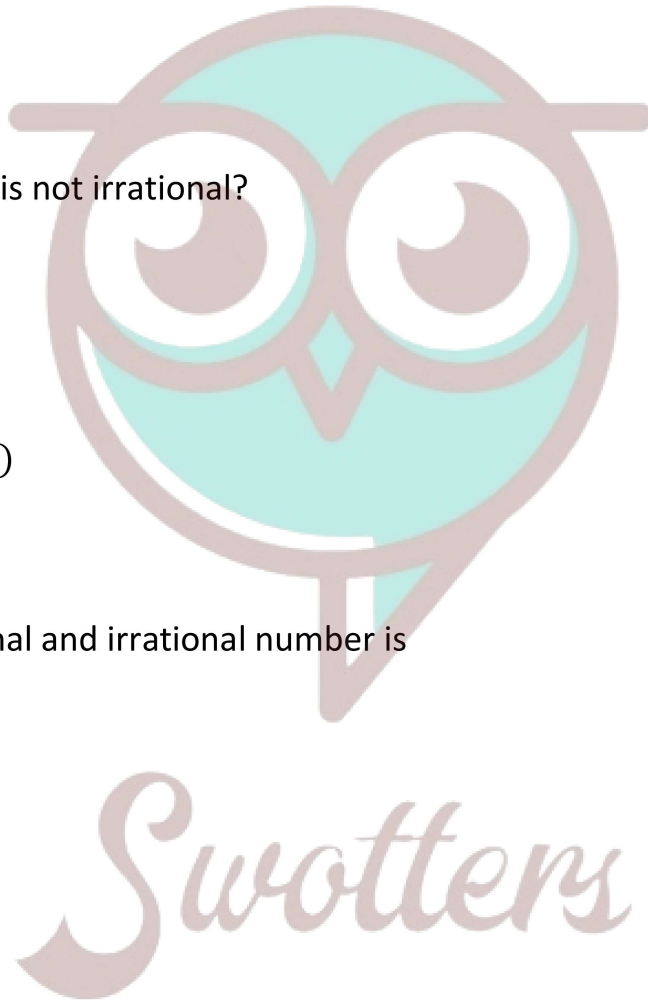 is not irrational?
)
nal and irrational number is
Swotters